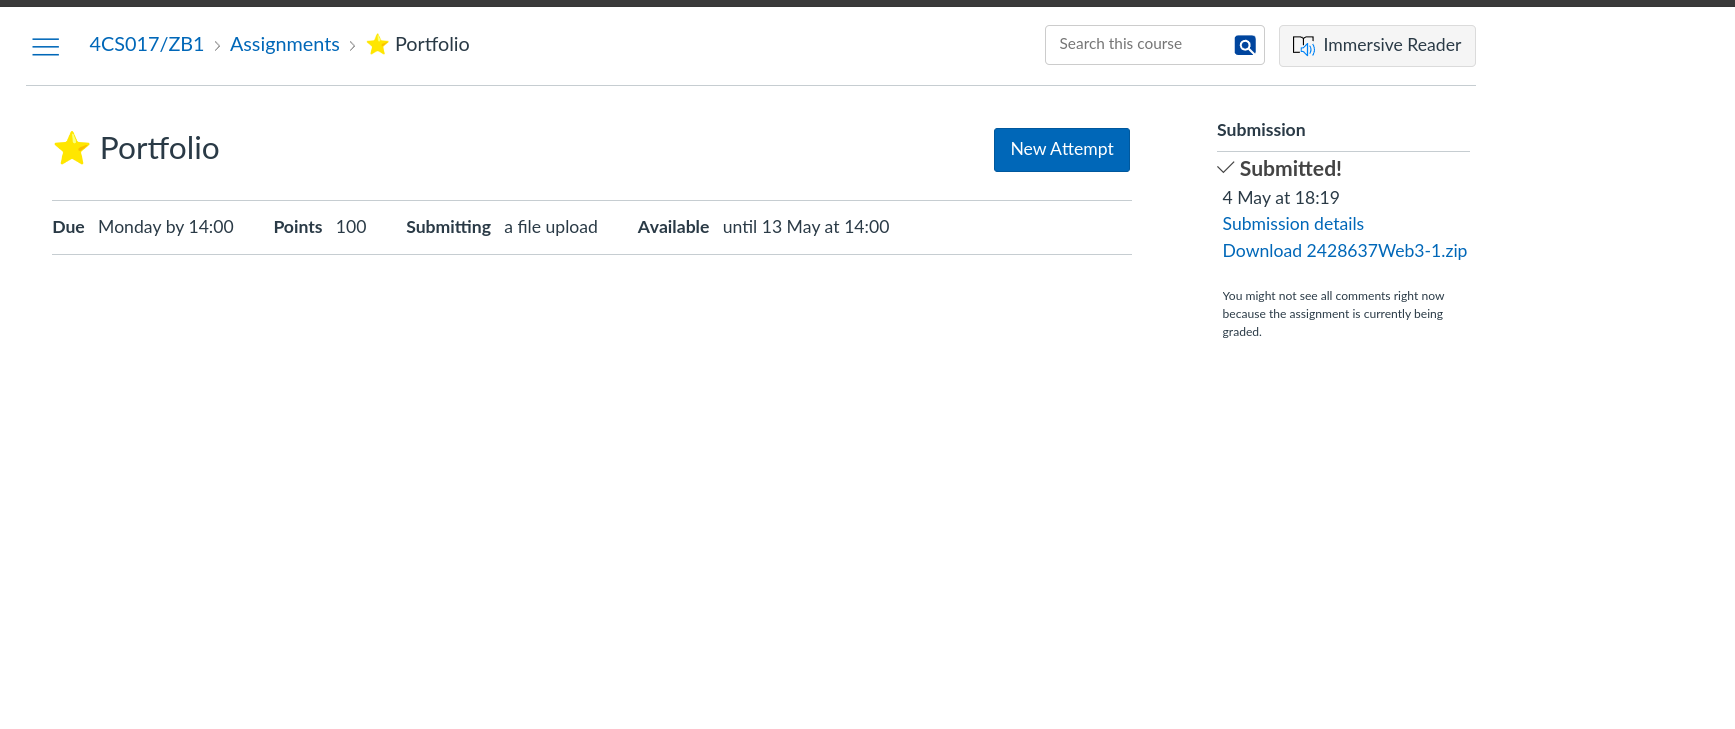 4CS017/ZB1 › Assignments › ⭐ Portfolio
Search this course
Immersive Reader
⭐ Portfolio
New Attempt
Due Monday by 14:00 Points 100 Submitting a file upload Available until 13 May at 14:00
Submission
✓ Submitted!
4 May at 18:19
Submission details
Download 2428637Web3-1.zip
You might not see all comments right now
because the assignment is currently being
graded.